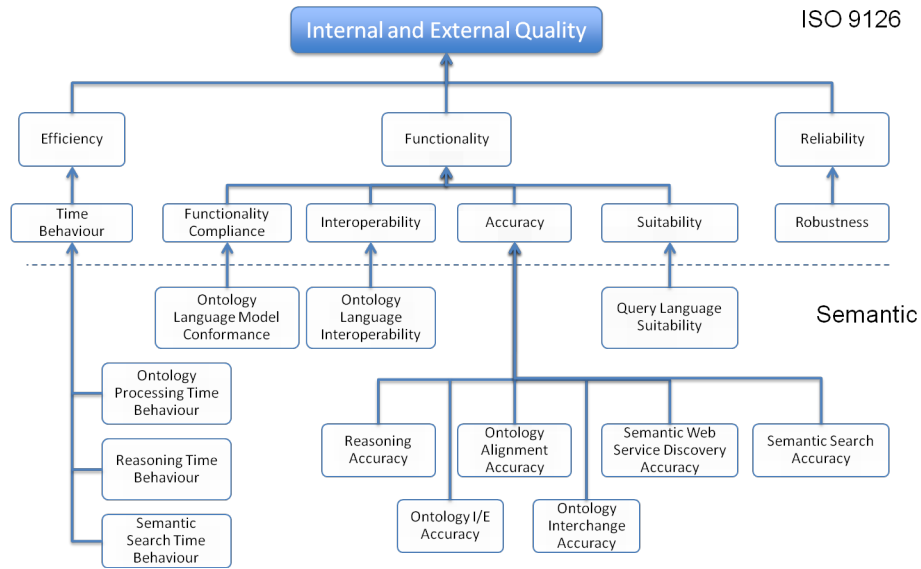 Internal and External Quality
ISO 9126
Efficiency
Functionality
Reliability
Time
Behaviour
Functionality
Compliance
Interoperability
Accuracy
Suitability
Robustness
Ontology
Language Model
Conformance
Ontology
Language
Interoperability
Query Language
Suitability
Semantic
Ontology
Processing Time
Behaviour
Reasoning Time
Behaviour
Semantic
Search Time
Behaviour
Reasoning
Accuracy
Ontology
Alignment
Accuracy
Semantic Web
Service Discovery
Accuracy
Semantic Search
Accuracy
Ontology I/E
Accuracy
Ontology
Interchange
Accuracy